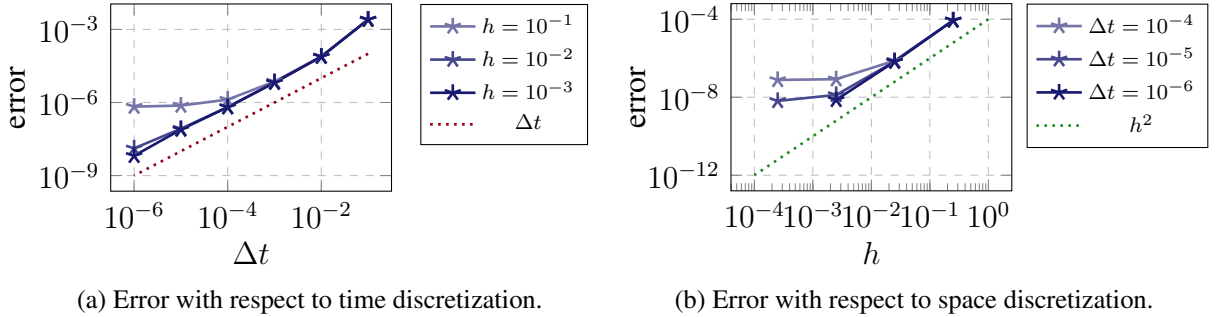 10^{-3}
10^{-6}
10^{-9}
error
10^{-6}
10^{-4}
10^{-2}
Δt
h = 10^{-1}
h = 10^{-2}
h = 10^{-3}
Δt
(a) Error with respect to time discretization.
10^{-4}
10^{-8}
10^{-12}
error
10^{-4}
10^{-3}
10^{-2}
10^{-1}
10^{0}
h
Δt = 10^{-4}
Δt = 10^{-5}
Δt = 10^{-6}
h^2
(b) Error with respect to space discretization.